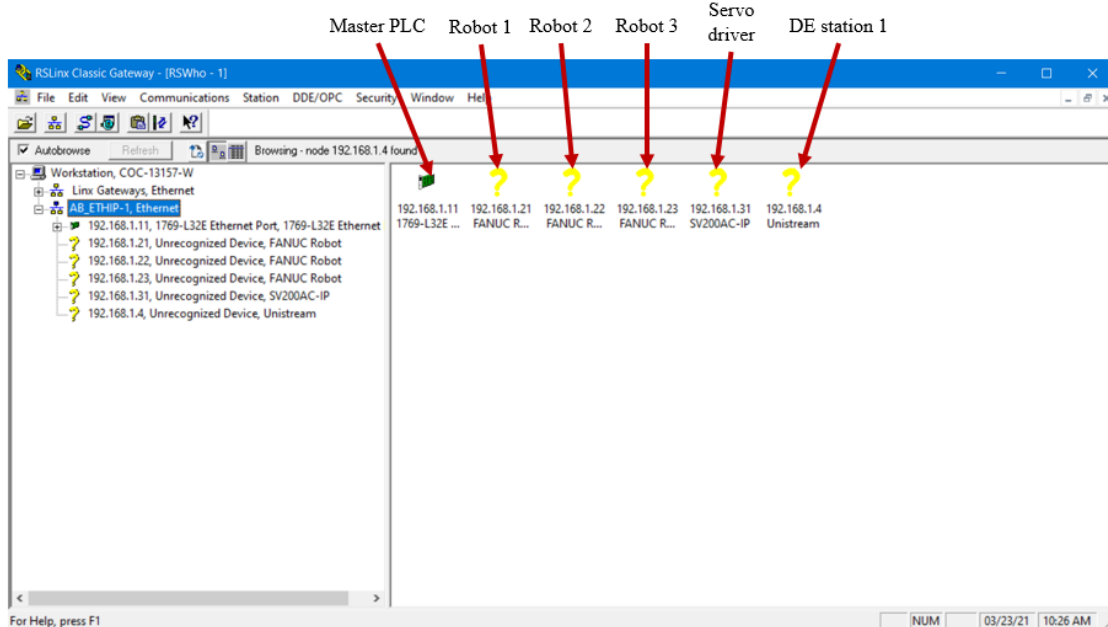 Master PLC Robot 1 Robot 2 Robot 3 Servo driver DE station 1
RSLinx Classic Gateway - [RSWho - 1]
File Edit View Communications Station DDE/OPC Security Window Help
Autobrowse Refresh Browsing - node 192.168.1.4 found
Workstation, COC-13157-W
Linx Gateways, Ethernet
AB_ETHIP-1, Ethernet
192.168.1.11, 1769-L32E Ethernet Port, 1769-L32E Ethernet
192.168.1.21, Unrecognized Device, FANUC Robot
192.168.1.22, Unrecognized Device, FANUC Robot
192.168.1.23, Unrecognized Device, FANUC Robot
192.168.1.31, Unrecognized Device, SV200AC-IP
192.168.1.4, Unrecognized Device, Unistream
192.168.1.11 192.168.1.21 192.168.1.22 192.168.1.23 192.168.1.31 192.168.1.4
1769-L32E ... FANUC R... FANUC R... FANUC R... SV200AC-IP Unistream
For Help, press F1 NUM 03/23/21 10:26 AM